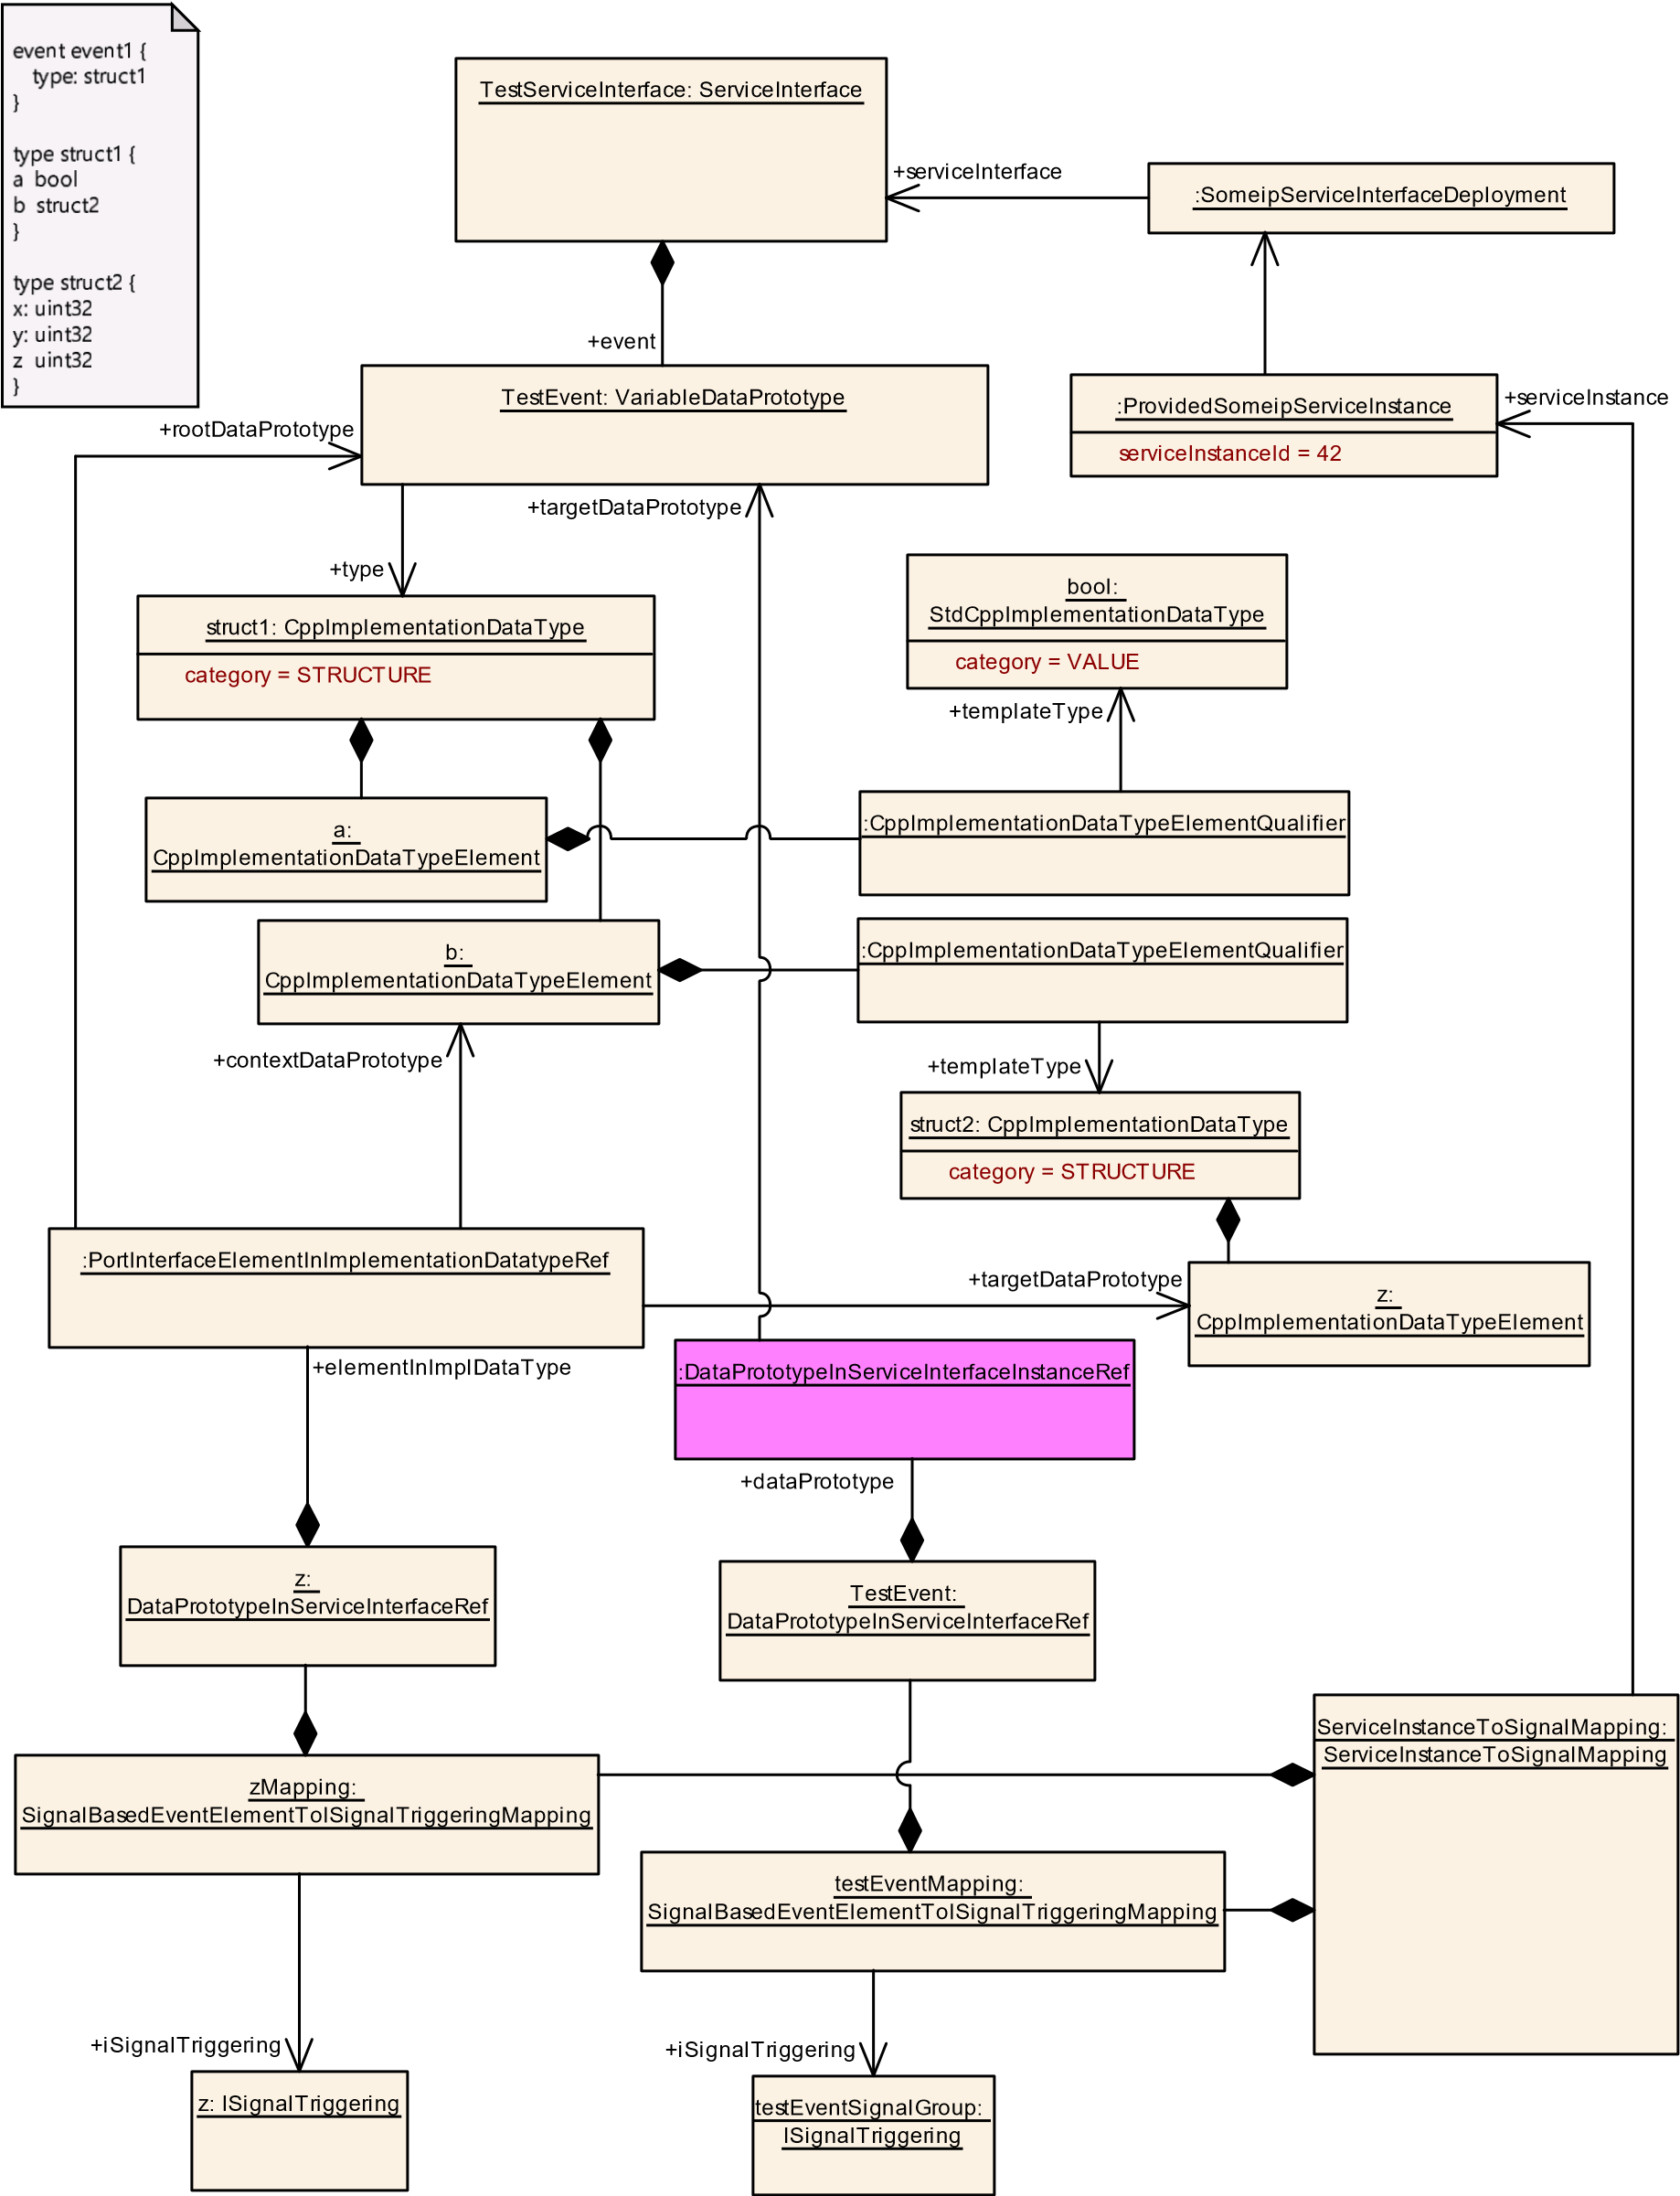 event event1 {
type: struct1
}
type struct1 {
a  bool
b  struct2
}
type struct2 {
x: uint32
y: uint32
z  uint32
}
TestServiceInterface: ServiceInterface
+serviceInterface
:SomeipServiceInterfaceDeployment
+event
TestEvent: VariableDataPrototype
:ProvidedSomeipServiceInstance
serviceInstanceId = 42
+serviceInstance
+rootDataPrototype
+targetDataPrototype
+type
struct1: CppImplementationDataType
category = STRUCTURE
bool:
StdCppImplementationDataType
category = VALUE
+templateType
a:
CppImplementationDataTypeElement
:CppImplementationDataTypeElementQualifier
b:
CppImplementationDataTypeElement
:CppImplementationDataTypeElementQualifier
+contextDataPrototype
+templateType
struct2: CppImplementationDataType
category = STRUCTURE
:PortInterfaceElementInImplementationDatatypeRef
+targetDataPrototype
z:
CppImplementationDataTypeElement
+elementInImplDataType
:DataPrototypeInServiceInterfaceInstanceRef
+dataPrototype
z:
DataPrototypeInServiceInterfaceRef
TestEvent:
DataPrototypeInServiceInterfaceRef
ServiceInstanceToSignalMapping:
ServiceInstanceToSignalMapping
zMapping:
SignalBasedEventElementToISignalTriggeringMapping
testEventMapping:
SignalBasedEventElementToISignalTriggeringMapping
+iSignalTriggering
+iSignalTriggering
z: ISignalTriggering
testEventSignalGroup:
ISignalTriggering